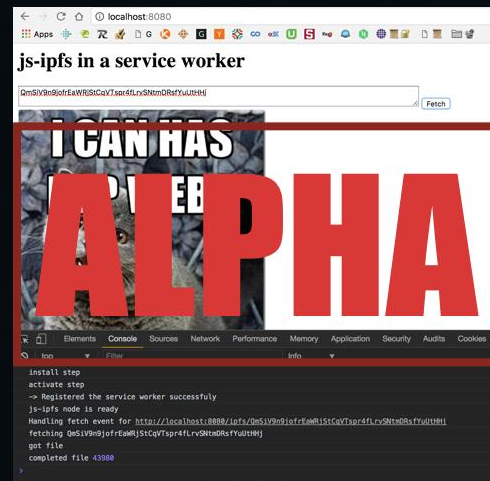 localhost:8080
Apps
G
js-ipfs in a service worker
QmSiV9n9jofrEaWRjStCqVTspr4fLrvSNtmDRsfYuUtHHj
Fetch
I CAN HAS
ALPHA
Elements Console Sources Network Performance Memory Application Security Audits Cookies
top Filter Info
install step
activate step
-> Registered the service worker successfuly
js-ipfs node is ready
Handling fetch event for http://localhost:8080/ipfs/QmSiV9n9jofrEaWRjStCqVTspr4fLrvSNtmDRsfYuUtHHj
fetching QmSiV9n9jofrEaWRjStCqVTspr4fLrvSNtmDRsfYuUtHHj
got file
completed file 43980
>